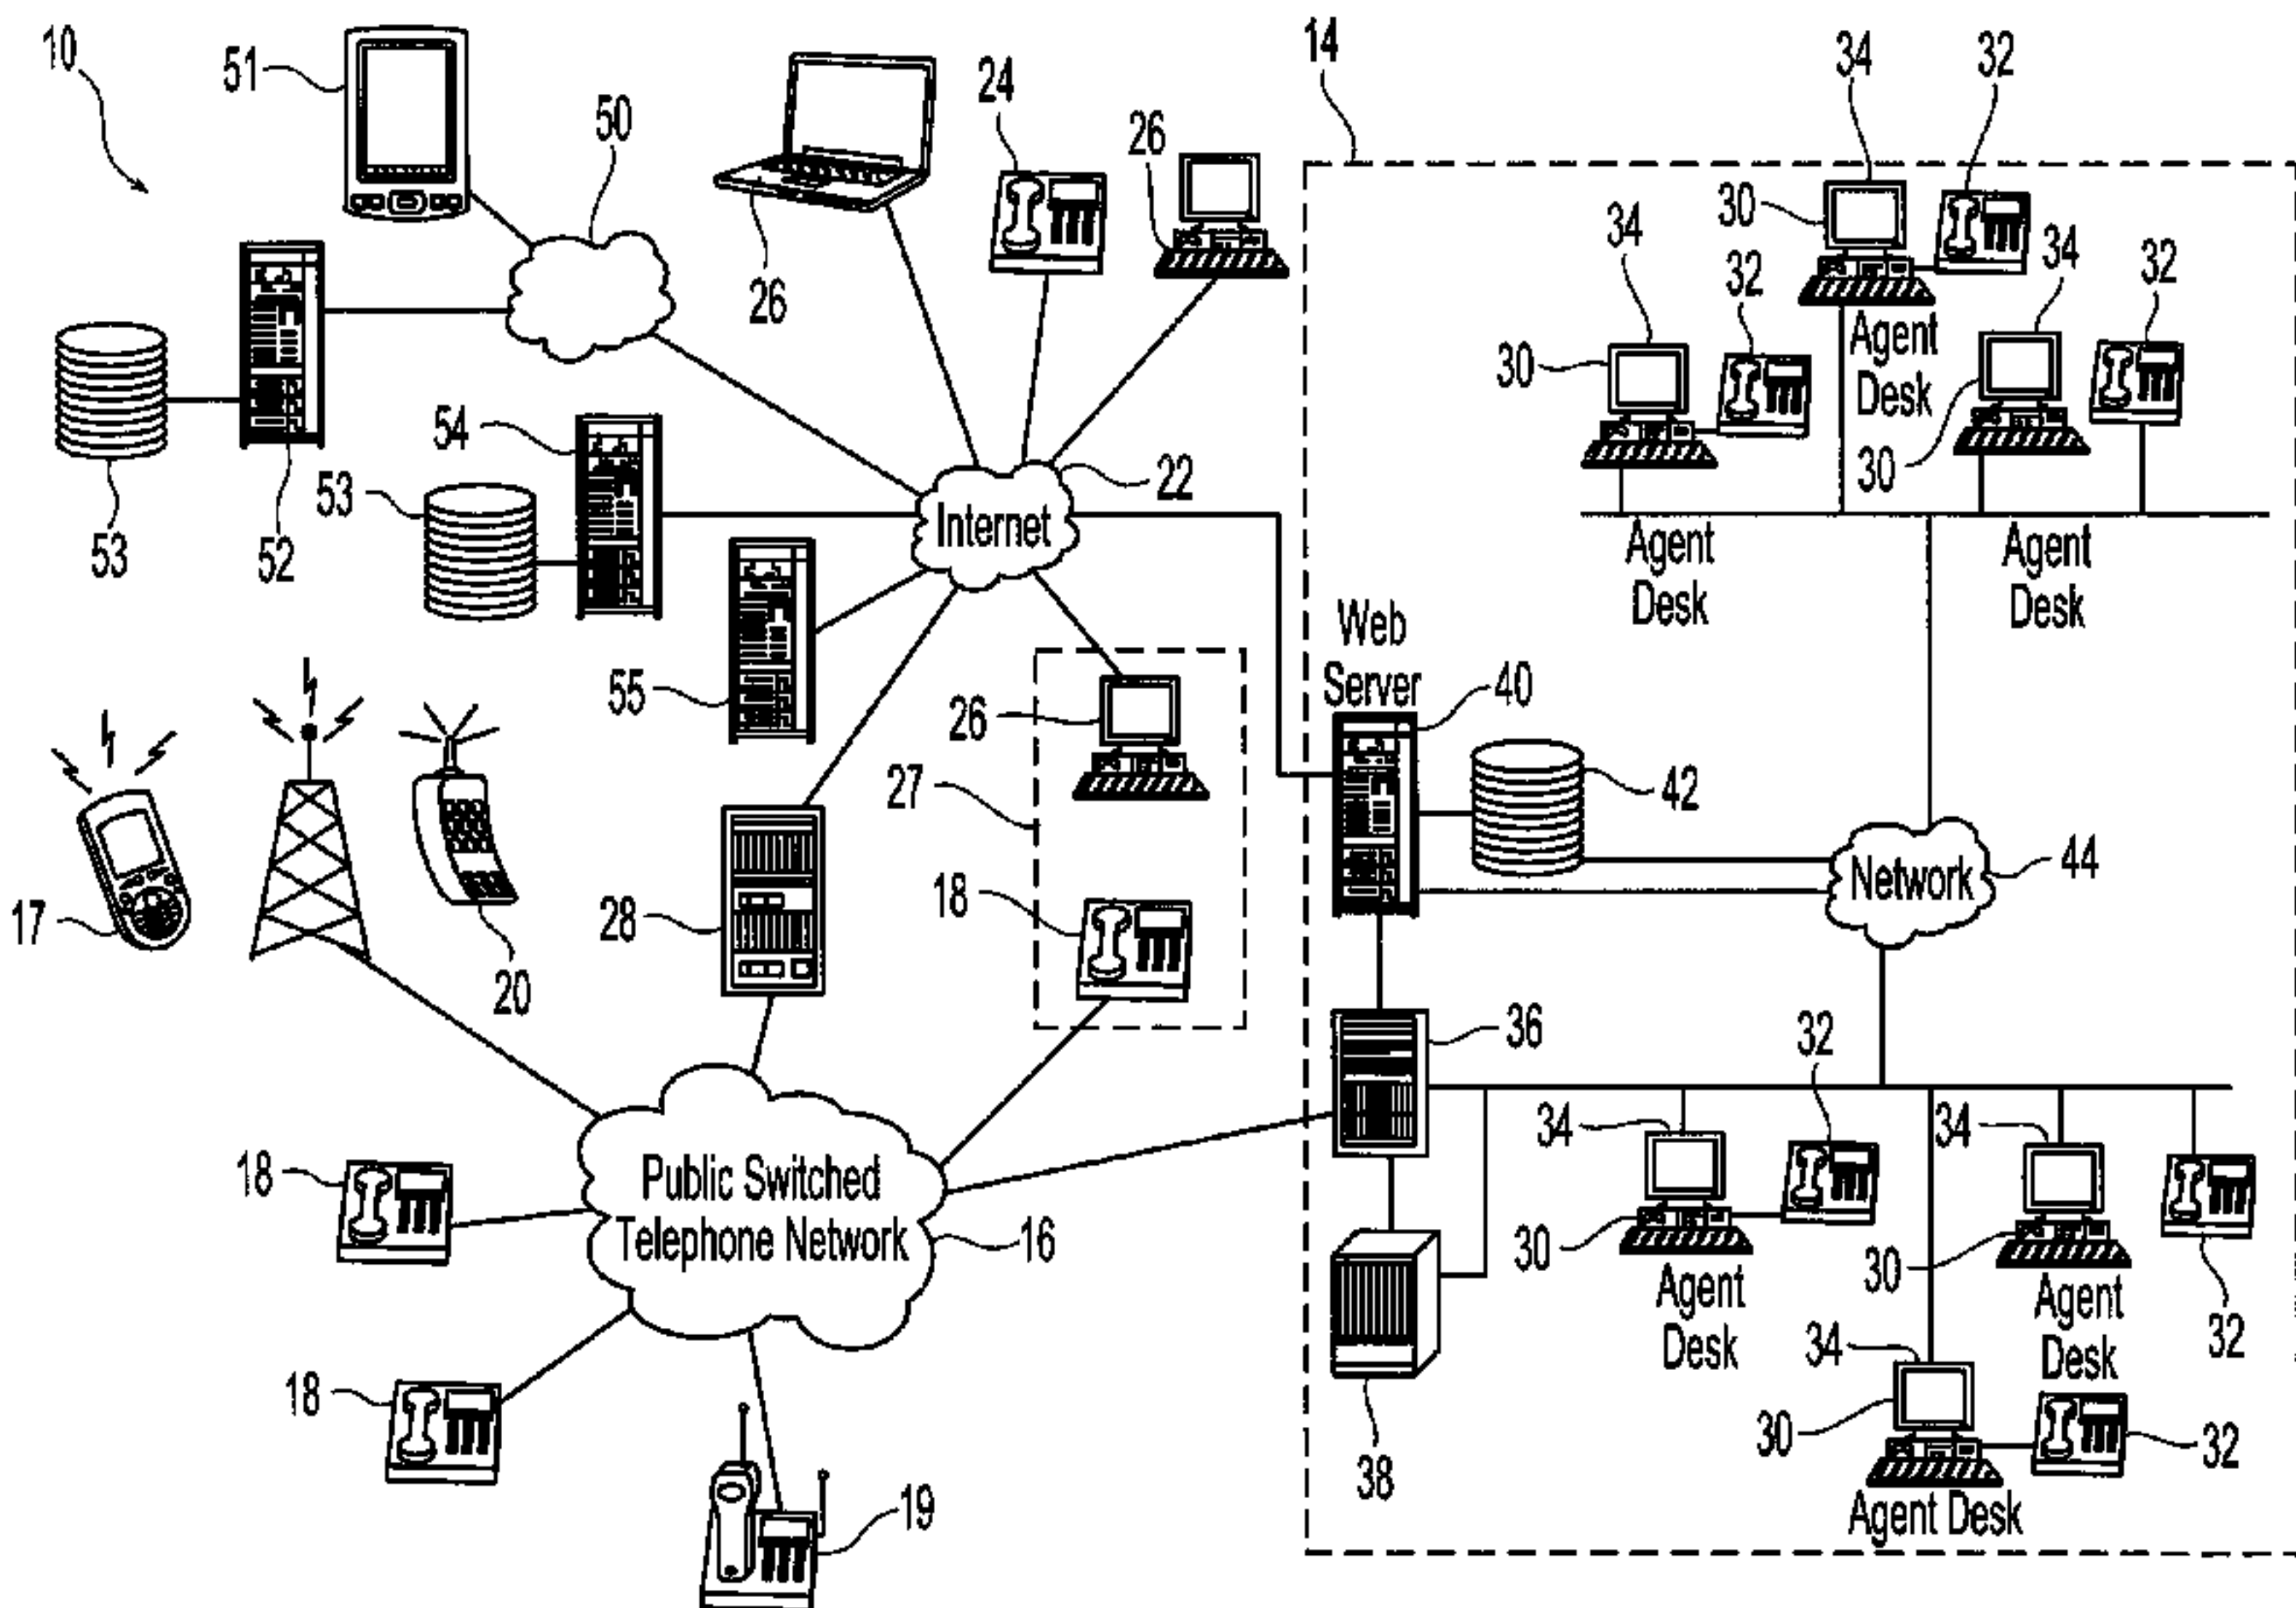 10
51
50
24
26
14
34
32
30
34
32
34
32
30
Agent
Desk
30
26
54
53
22
Internet
53
52
Agent
Desk
Agent
Desk
55
26
Web
Server
40
42
27
17
20
28
18
Network
44
36
32
34
34
18
Public Switched
Telephone Network
16
30
Agent
Desk
30
Agent
Desk
32
34
18
30
38
32
19
Agent Desk